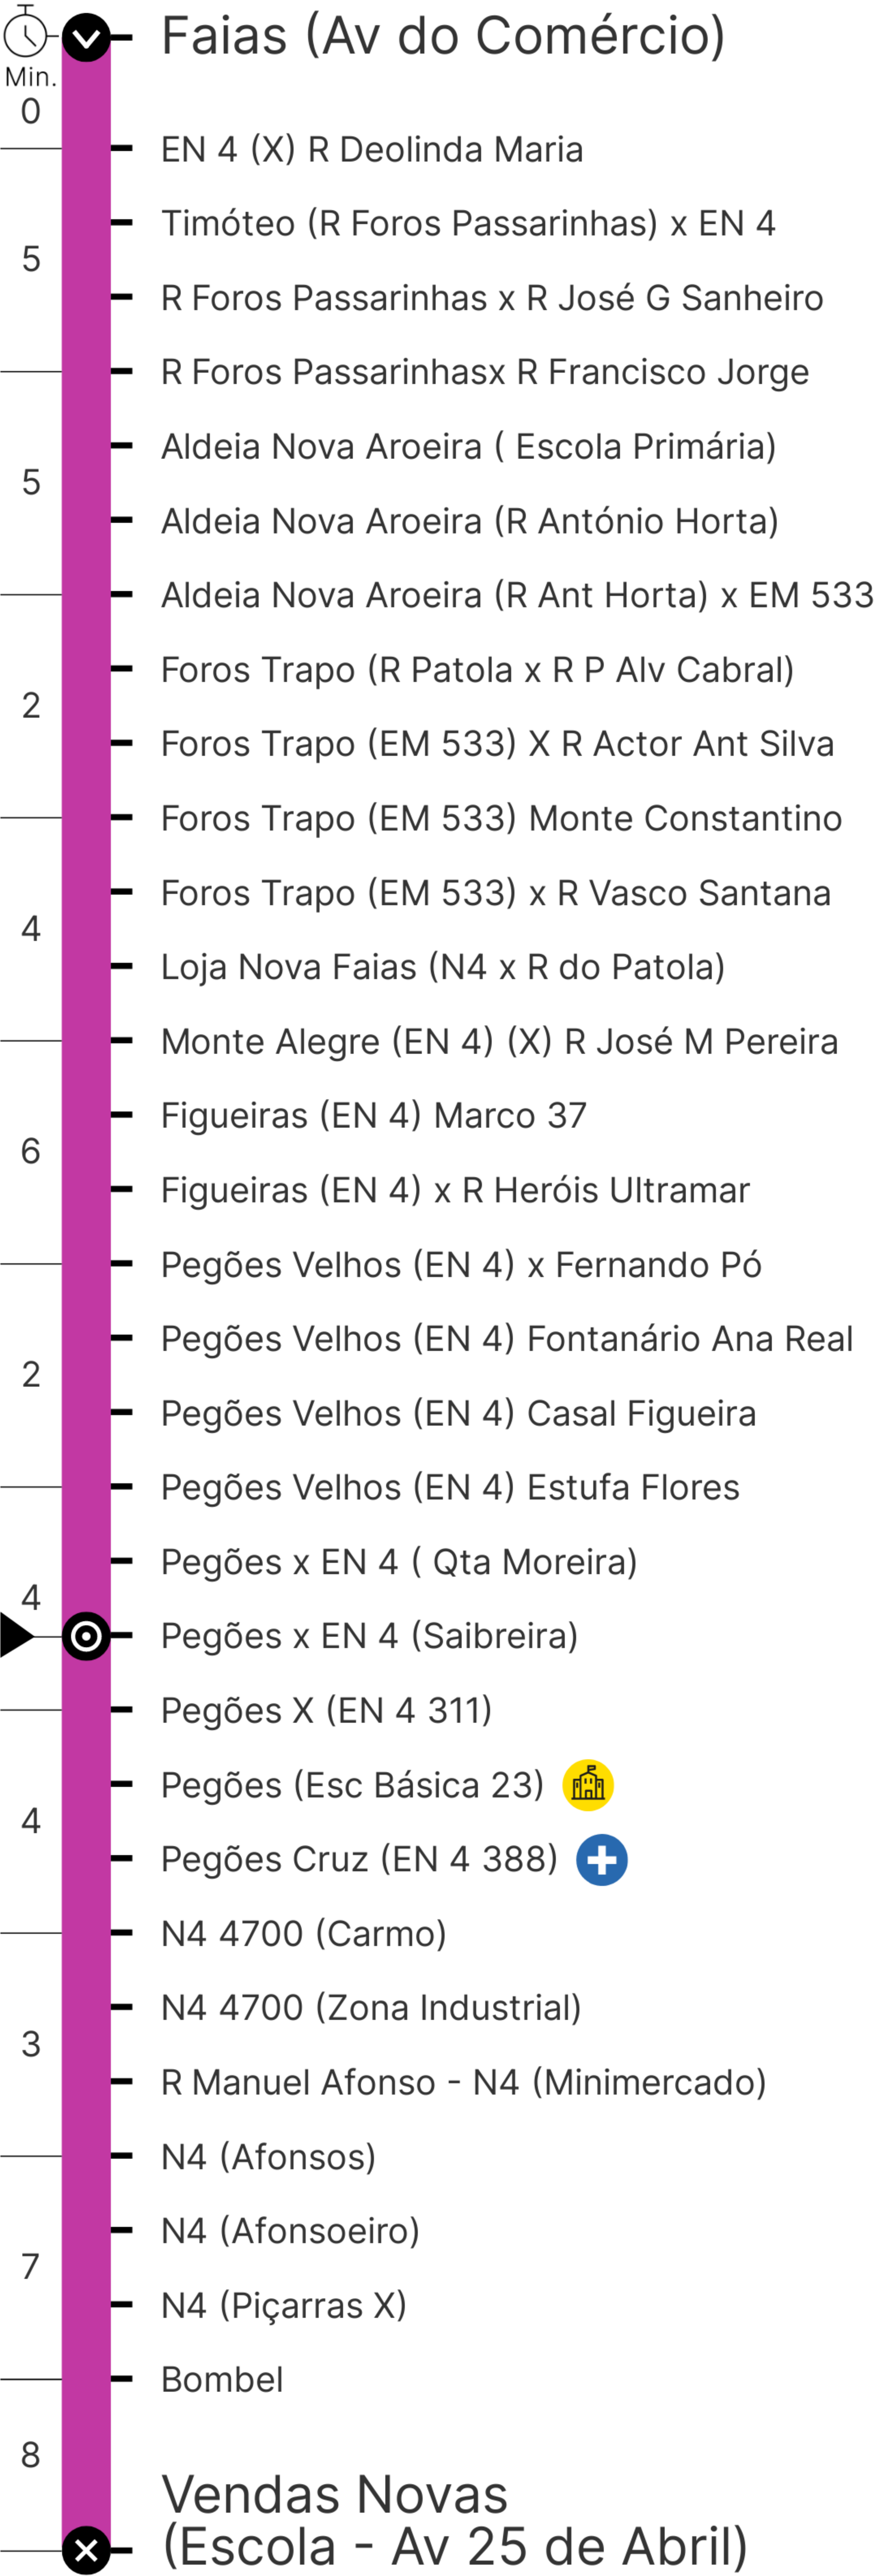 Faias (Av do Comércio)
Min.
0
EN 4 (X) R Deolinda Maria
Timóteo (R Foros Passarinhas) x EN 4
5
R Foros Passarinhas x R José G Sanheiro
R Foros Passarinhasx R Francisco Jorge
Aldeia Nova Aroeira ( Escola Primária)
5
Aldeia Nova Aroeira (R António Horta)
Aldeia Nova Aroeira (R Ant Horta) x EM 533
Foros Trapo (R Patola x R P Alv Cabral)
2
Foros Trapo (EM 533) X R Actor Ant Silva
Foros Trapo (EM 533) Monte Constantino
Foros Trapo (EM 533) x R Vasco Santana
4
Loja Nova Faias (N4 x R do Patola)
Monte Alegre (EN 4) (X) R José M Pereira
Figueiras (EN 4) Marco 37
6
Figueiras (EN 4) x R Heróis Ultramar
Pegões Velhos (EN 4) x Fernando Pó
Pegões Velhos (EN 4) Fontanário Ana Real
2
Pegões Velhos (EN 4) Casal Figueira
Pegões Velhos (EN 4) Estufa Flores
Pegões x EN 4 ( Qta Moreira)
4
Pegões x EN 4 (Saibreira)
Pegões X (EN 4 311)
Pegões (Esc Básica 23)
4
Pegões Cruz (EN 4 388)
N4 4700 (Carmo)
N4 4700 (Zona Industrial)
3
R Manuel Afonso - N4 (Minimercado)
N4 (Afonsos)
N4 (Afonsoeiro)
7
N4 (Piçarras X)
Bombel
8
Vendas Novas
(Escola - Av 25 de Abril)